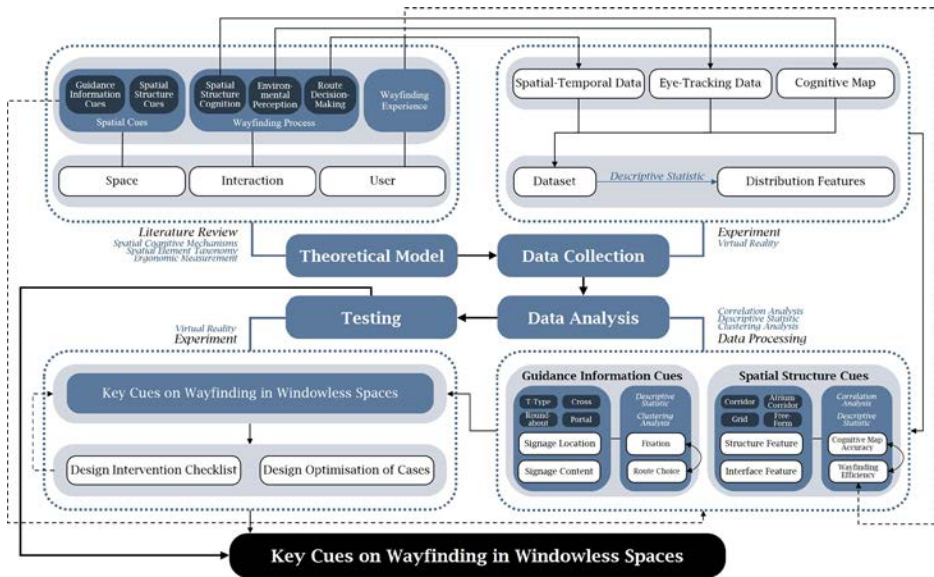 Guidance
Information
Cues
Spatial
Structure
Cues
Spatial Cues
Spatial
Structure
Cognition
Environ-
mental
Perception
Route
Decision-
Making
Wayfinding Process
Wayfinding
Experience
Space
Interaction
User
Spatial-Temporal Data
Eye-Tracking Data
Cognitive Map
Dataset
Descriptive Statistic
Distribution Features
Literature Review
Spatial Cognitive Mechanisms
Spatial Element Taxonomy
Ergonomic Measurement
Theoretical Model
Data Collection
Experiment
Virtual Reality
Testing
Data Analysis
Virtual Reality
Experiment
Correlation Analysis
Descriptive Statistic
Clustering Analysis
Data Processing
Key Cues on Wayfinding in Windowless Spaces
Design Intervention Checklist
Design Optimisation of Cases
Guidance Information Cues
T-Type
Cross
Round-
about
Portal
Signage Location
Signage Content
Descriptive
Statistic
Clustering
Analysis
Fixation
Route Choice
Spatial Structure Cues
Corridor
Atrium
Corridor
Grid
Free-
Form
Structure Feature
Interface Feature
Correlation
Analysis
Descriptive
Statistic
Cognitive Map
Accuracy
Wayfinding
Efficiency
Key Cues on Wayfinding in Windowless Spaces